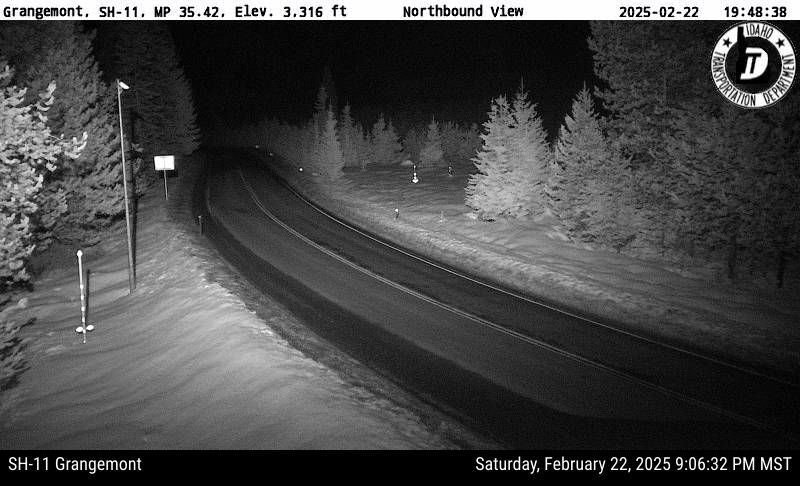 Grangemont, SH-11, MP 35.42, Elev. 3,316 ft Northbound View 2025-02-22 19:48:38
IDAHO
TRANSPORTATION DEPARTMENT
SH-11 Grangemont Saturday, February 22, 2025 9:06:32 PM MST